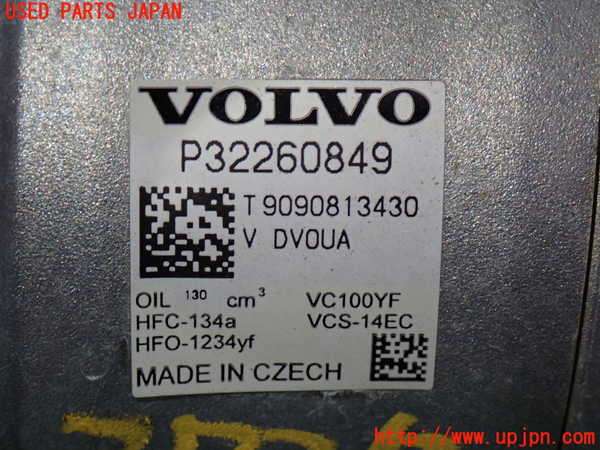 USED PARTS JAPAN
VOLVO
P32260849
T 9090813430
V DV0UA
OIL 130 cm³ VC100YF
HFC-134a VCS-14EC
HFO-1234yf
MADE IN CZECH
http://www.upjpn.com